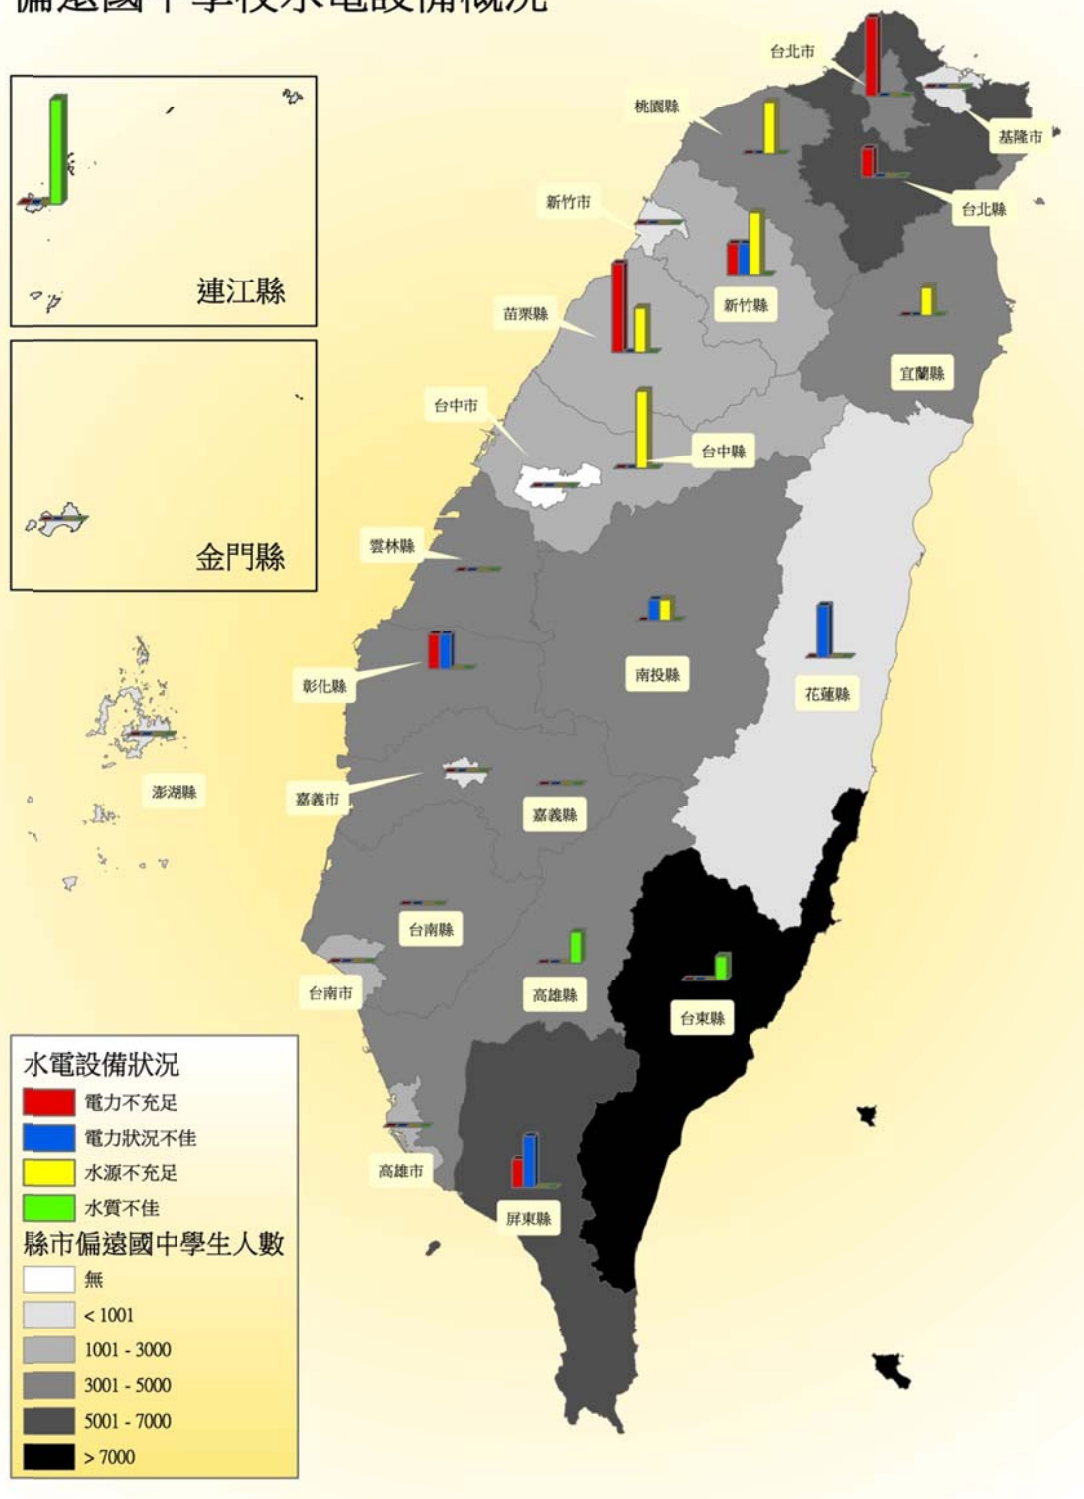 偏遠國中學校水電設備概況
台北市
桃園縣
基隆市
新竹市
台北縣
連江縣
新竹縣
苗栗縣
宜蘭縣
台中市
台中縣
雲林縣
金門縣
南投縣
彰化縣
花蓮縣
澎湖縣
嘉義市
嘉義縣
台南縣
台南市
高雄縣
台東縣
高雄市
屏東縣
水電設備狀況
電力不充足
電力狀況不佳
水源不充足
水質不佳
縣市偏遠國中學生人數
無
< 1001
1001 - 3000
3001 - 5000
5001 - 7000
> 7000